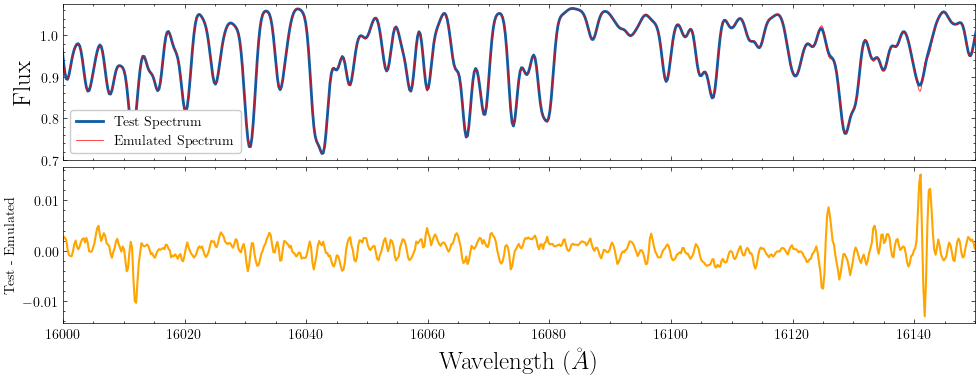 1.0
0.9
0.8
0.7
Flux
Test Spectrum
Emulated Spectrum
0.01
0.00
−0.01
Test - Emulated
16000 16020 16040 16060 16080 16100 16120 16140
Wavelength (Å)